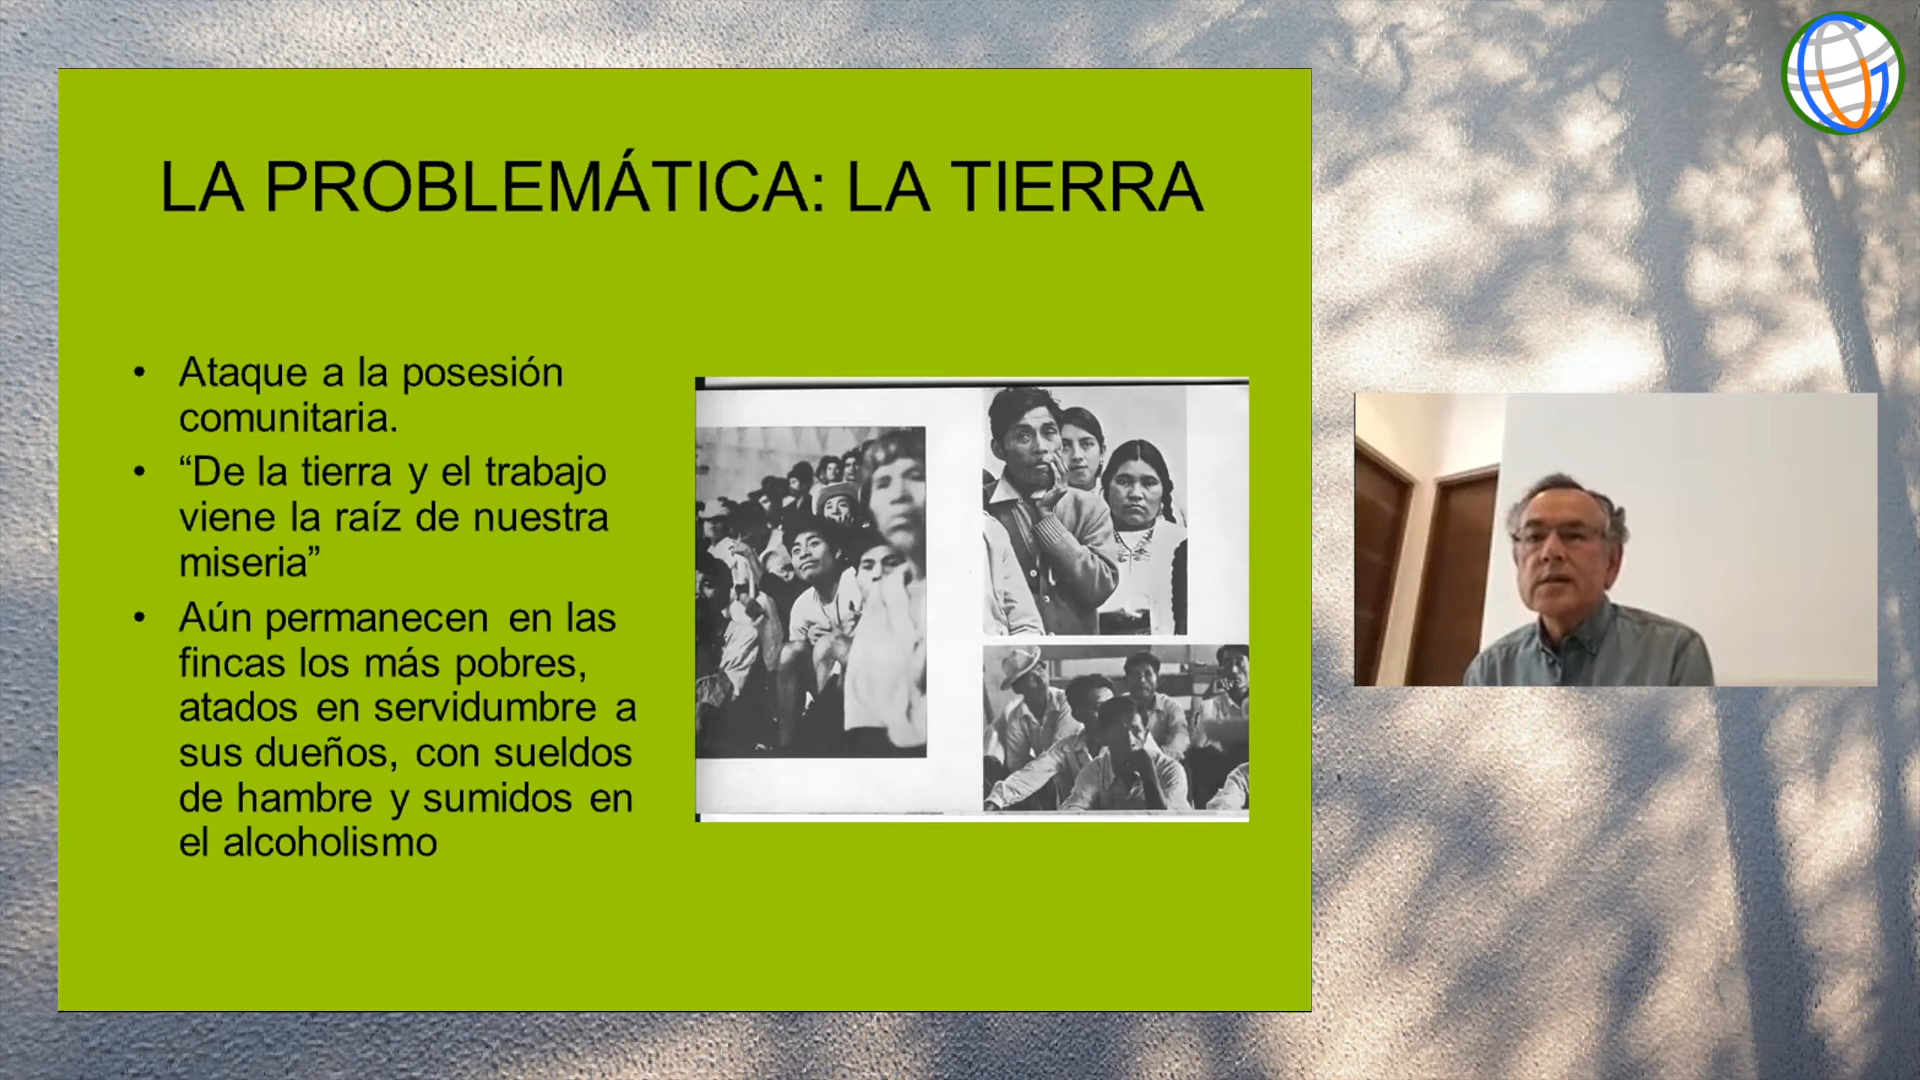 LA PROBLEMÁTICA: LA TIERRA
• Ataque a la posesión
comunitaria.
• “De la tierra y el trabajo
viene la raíz de nuestra
miseria”
• Aún permanecen en las
fincas los más pobres,
atados en servidumbre a
sus dueños, con sueldos
de hambre y sumidos en
el alcoholismo